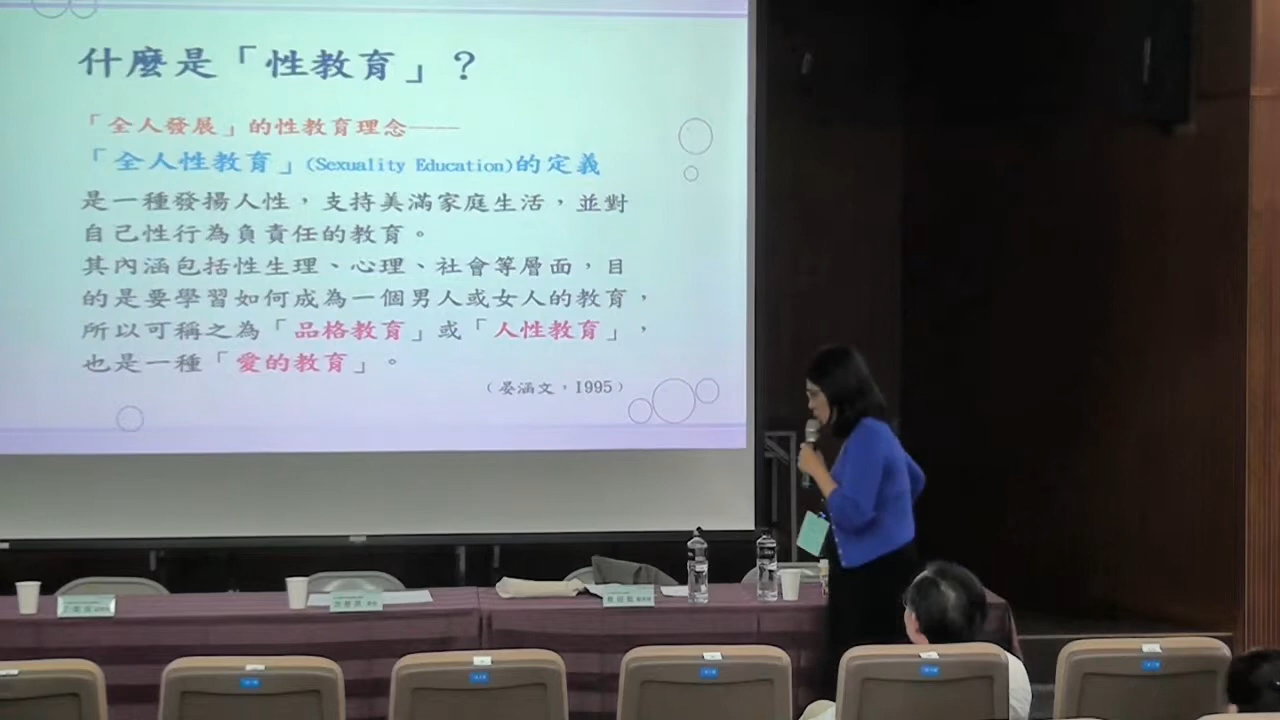 什麼是「性教育」？
「全人發展」的性教育理念——
「全人性教育」(Sexuality Education)的定義
是一種發揚人性，支持美滿家庭生活，並對
自己性行為負責任的教育。
其內涵包括性生理、心理、社會等層面，目
的是要學習如何成為一個男人或女人的教育，
所以可稱之為「品格教育」或「人性教育」，
也是一種「愛的教育」。
（晏涵文，1995）